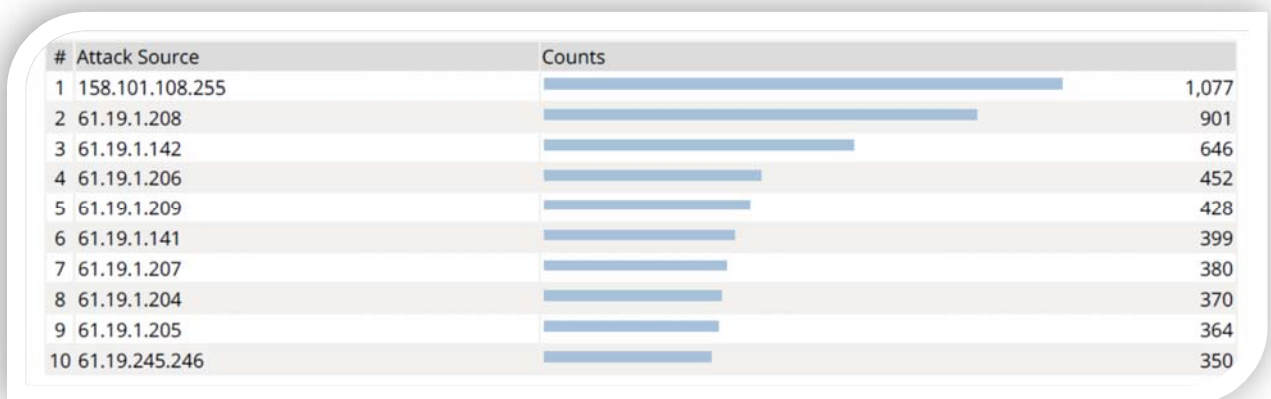 # Attack Source Counts
1 158.101.108.255 1,077
2 61.19.1.208 901
3 61.19.1.142 646
4 61.19.1.206 452
5 61.19.1.209 428
6 61.19.1.141 399
7 61.19.1.207 380
8 61.19.1.204 370
9 61.19.1.205 364
10 61.19.245.246 350